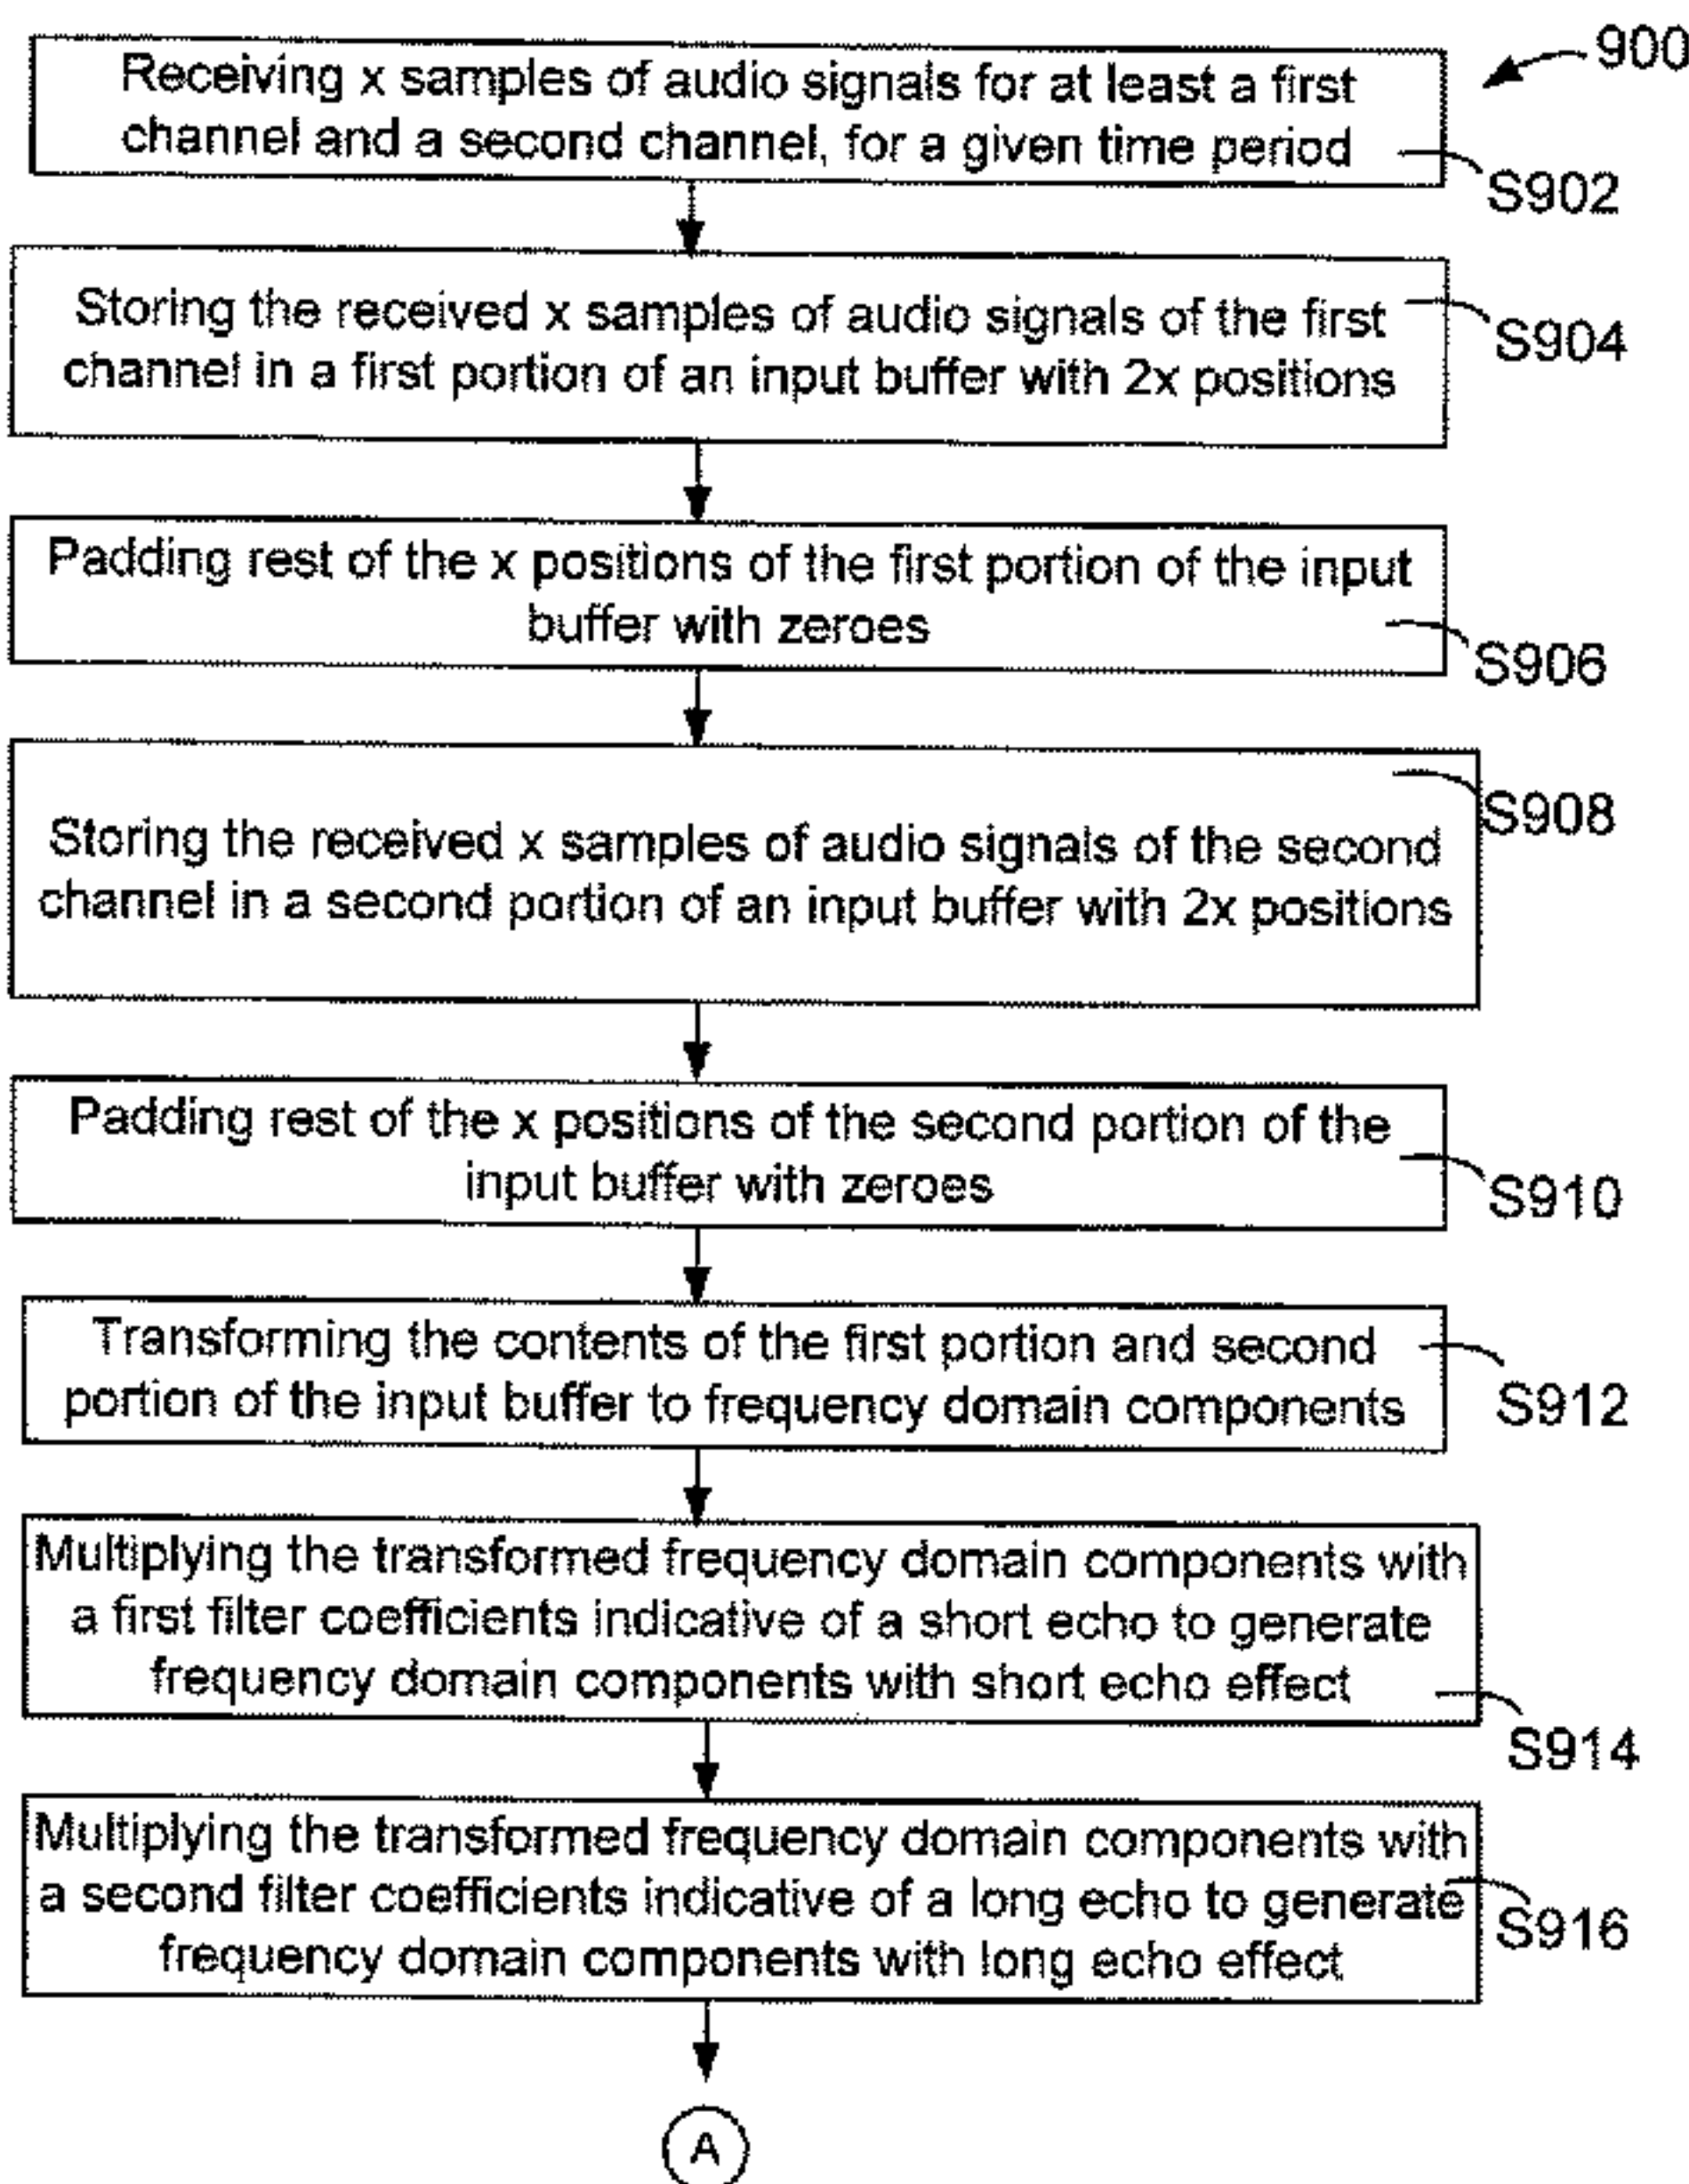 900
Receiving x samples of audio signals for at least a first
channel and a second channel, for a given time period
S902
Storing the received x samples of audio signals of the first
channel in a first portion of an input buffer with 2x positions
S904
Padding rest of the x positions of the first portion of the input
buffer with zeroes
S906
Storing the received x samples of audio signals of the second
channel in a second portion of an input buffer with 2x positions
S908
Padding rest of the x positions of the second portion of the
input buffer with zeroes
S910
Transforming the contents of the first portion and second
portion of the input buffer to frequency domain components
S912
Multiplying the transformed frequency domain components with
a first filter coefficients indicative of a short echo to generate
frequency domain components with short echo effect
S914
Multiplying the transformed frequency domain components with
a second filter coefficients indicative of a long echo to generate
frequency domain components with long echo effect
S916
A